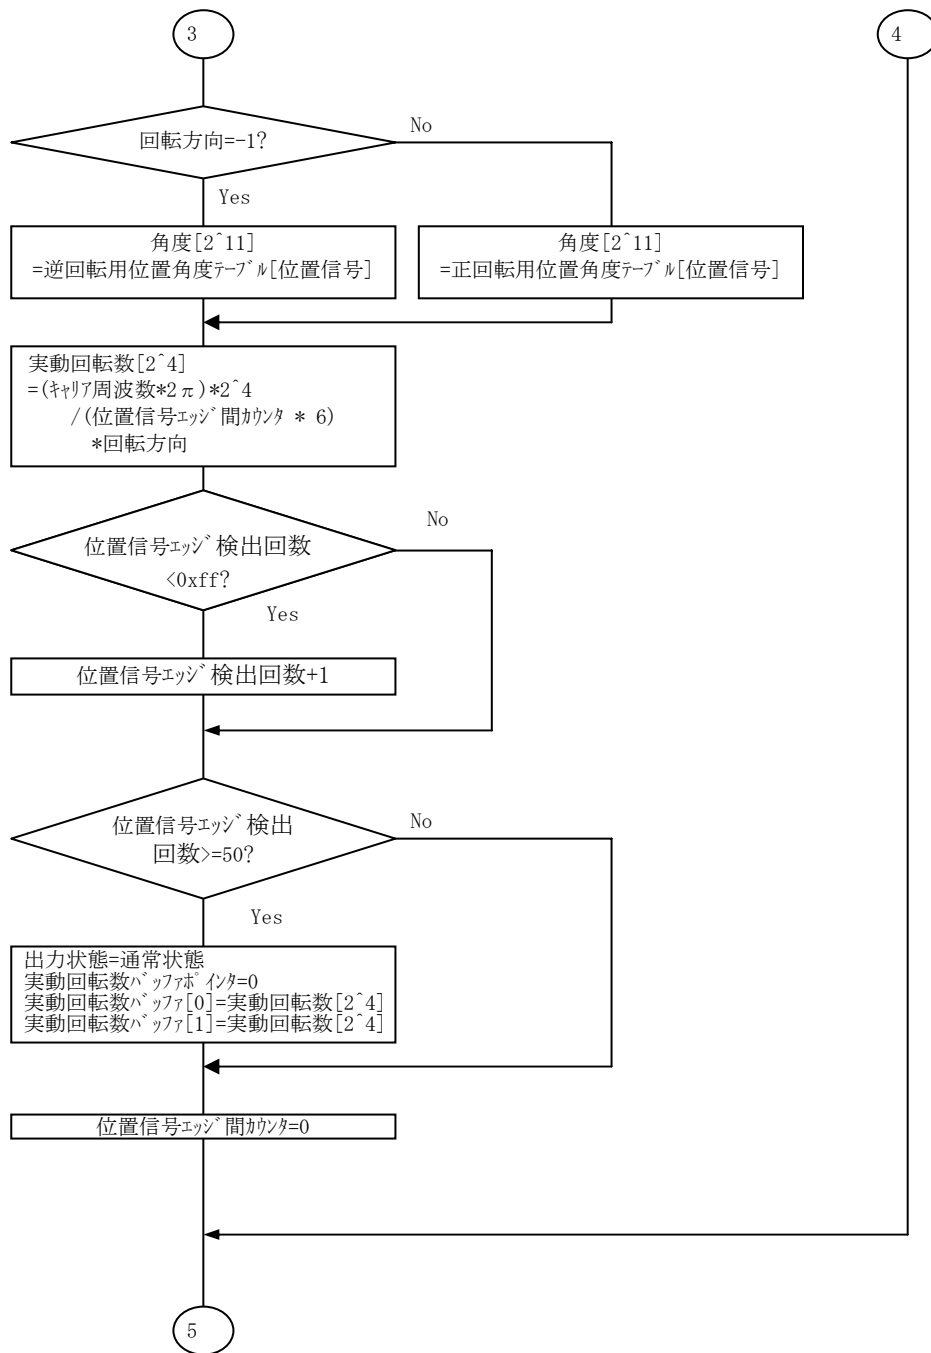 3
4
回転方向=-1?
No
Yes
角度[2^11]
=逆回転用位置角度ﾃｰﾌﾞﾙ[位置信号]
角度[2^11]
=正回転用位置角度ﾃｰﾌﾞﾙ[位置信号]
実動回転数[2^4]
=(ｷｬﾘｱ周波数*2π)*2^4
/(位置信号ｴｯｼﾞ間ｶｳﾝﾀ * 6)
*回転方向
No
位置信号ｴｯｼﾞ検出回数
<0xff?
Yes
位置信号ｴｯｼﾞ検出回数+1
位置信号ｴｯｼﾞ検出
回数>=50?
No
Yes
出力状態=通常状態
実動回転数ﾊﾞｯﾌｧﾎﾟｲﾝﾀ=0
実動回転数ﾊﾞｯﾌｧ[0]=実動回転数[2^4]
実動回転数ﾊﾞｯﾌｧ[1]=実動回転数[2^4]
位置信号ｴｯｼﾞ間ｶｳﾝﾀ=0
5